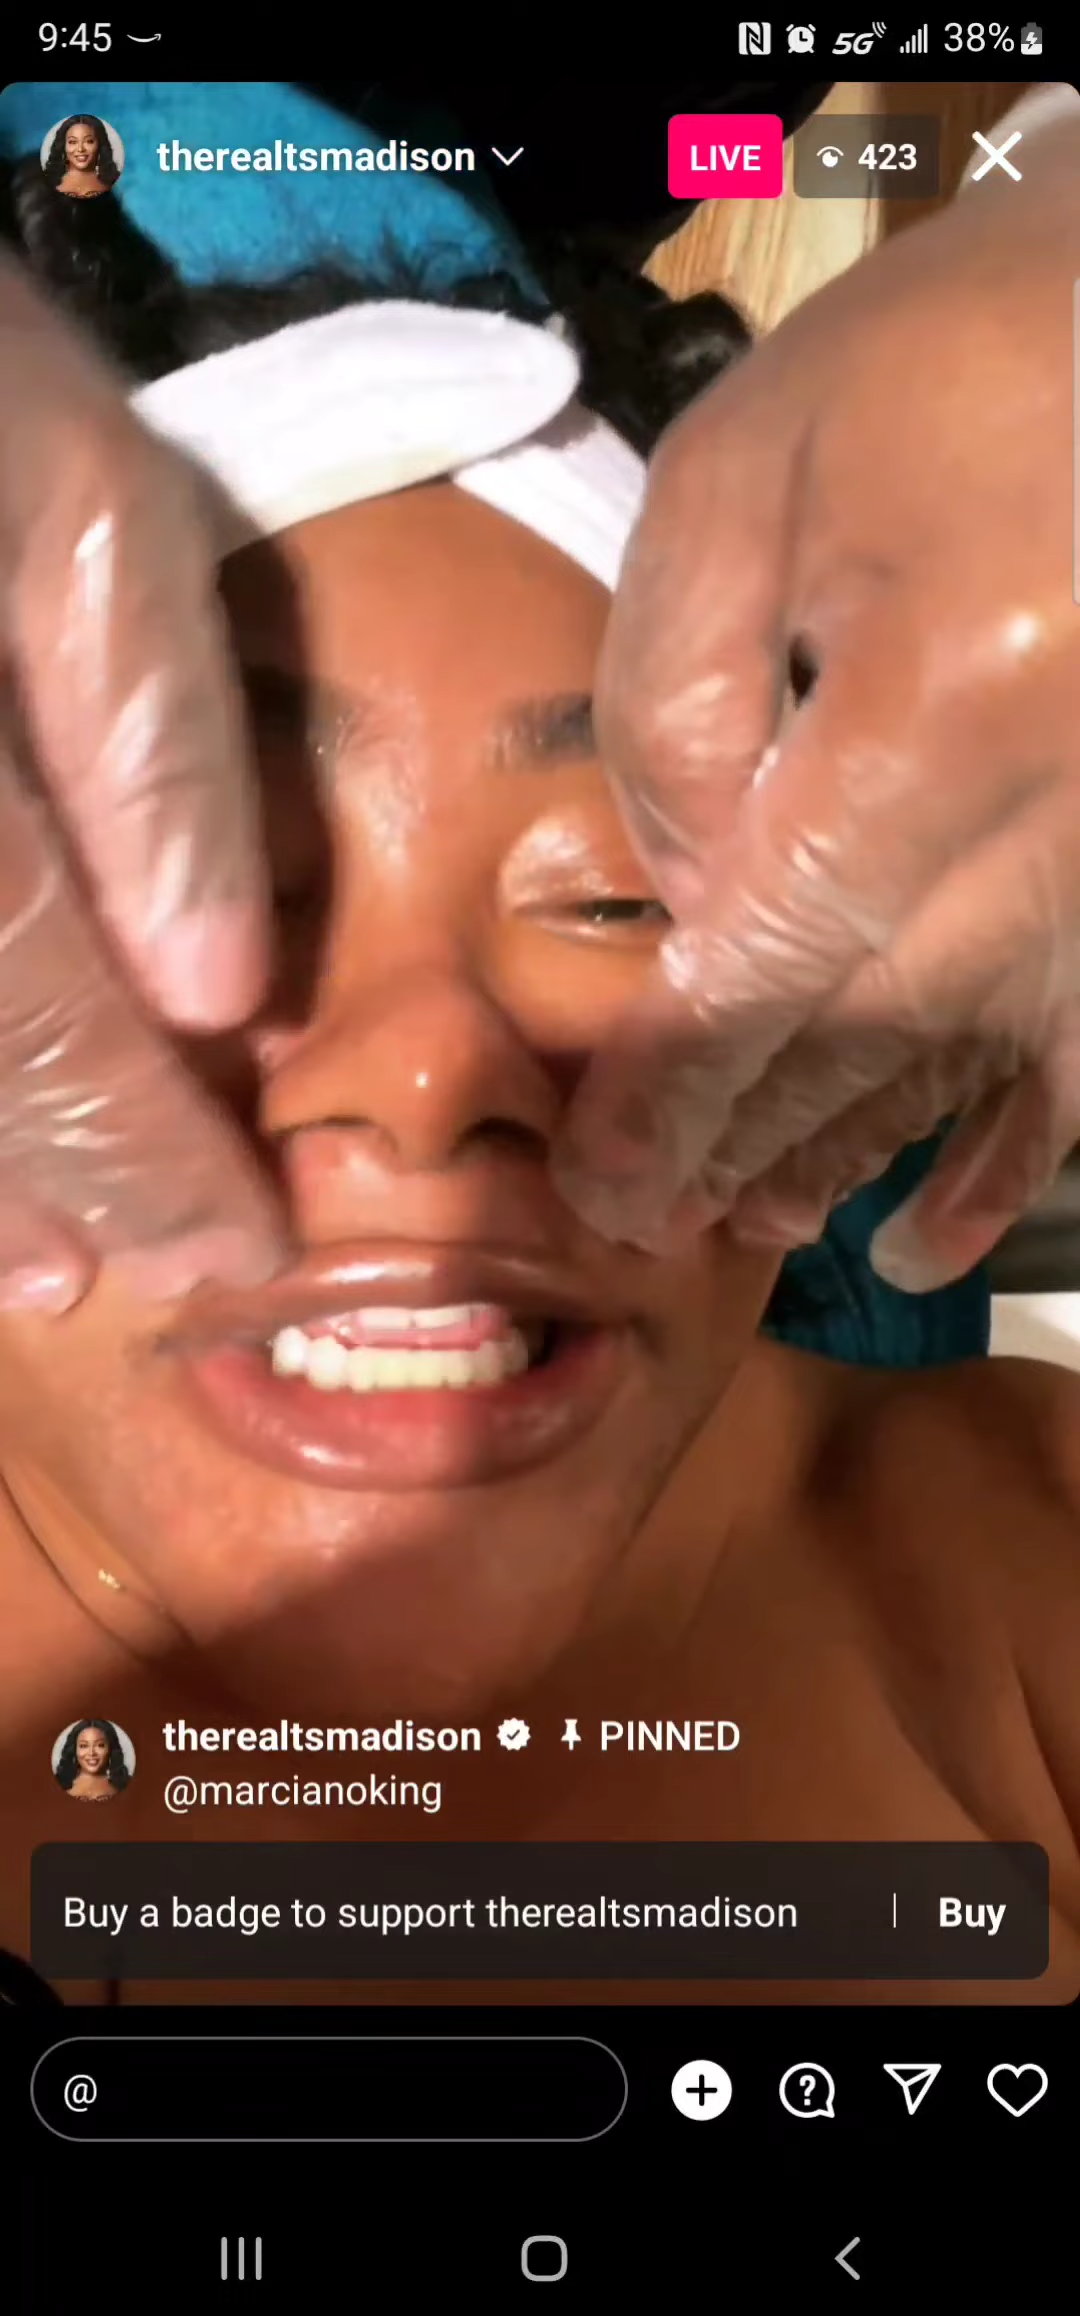 9:45
5G 38%
therealtsmadison LIVE 423
therealtsmadison PINNED
@marcianoking
Buy a badge to support therealtsmadison | Buy
@